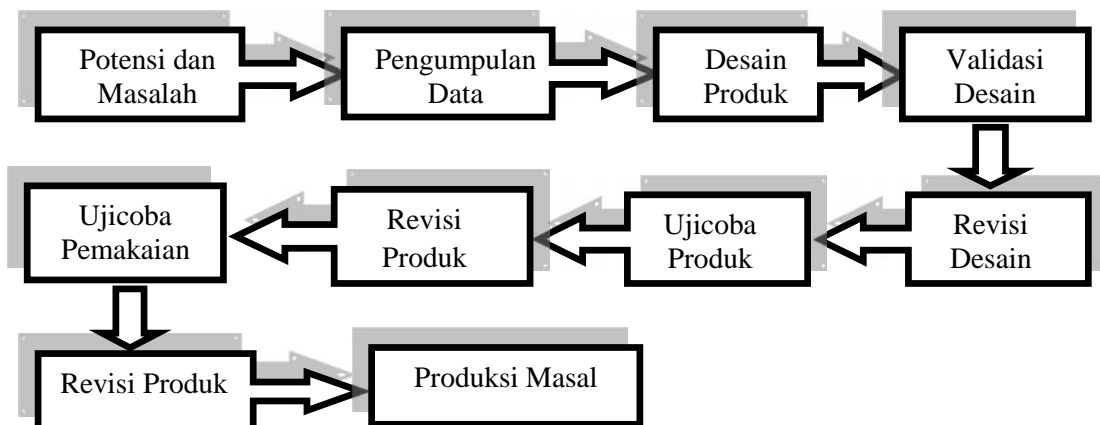 Potensi dan
Masalah
Pengumpulan
Data
Desain
Produk
Validasi
Desain
Revisi
Desain
Ujicoba
Produk
Revisi
Produk
Ujicoba
Pemakaian
Revisi Produk
Produksi Masal